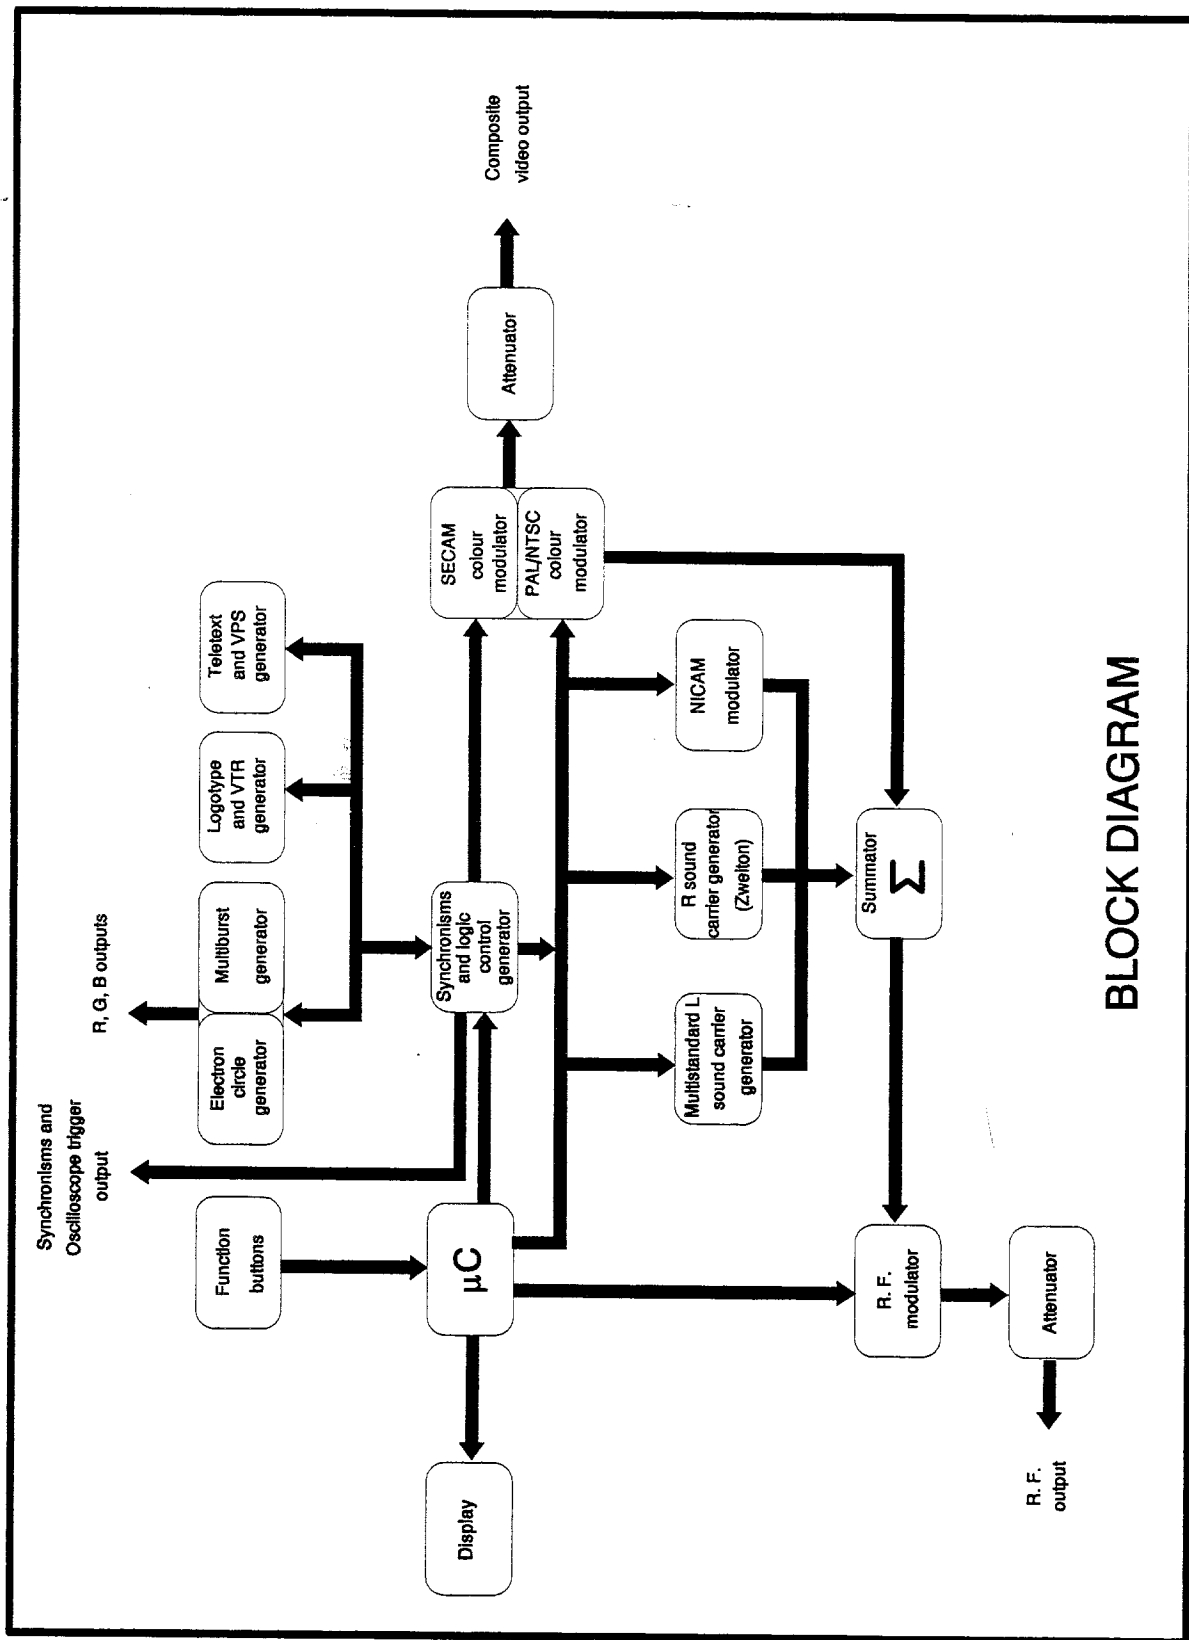 Synchronisms and
Oscilloscope trigger
output
R, G, B outputs
Function
buttons
Electron
circle
generator
Multiburst
generator
Logotype
and VTR
generator
Teletext
and VPS
generator
Display
µC
Synchronisms
and logic
control
generator
SECAM
colour
modulator
PAL/NTSC
colour
modulator
Attenuator
Composite
video output
Multistandard L
sound carrier
generator
R sound
carrier generator
(Zweiton)
NICAM
modulator
R. F.
modulator
Summator
Σ
Attenuator
R. F.
output
BLOCK DIAGRAM